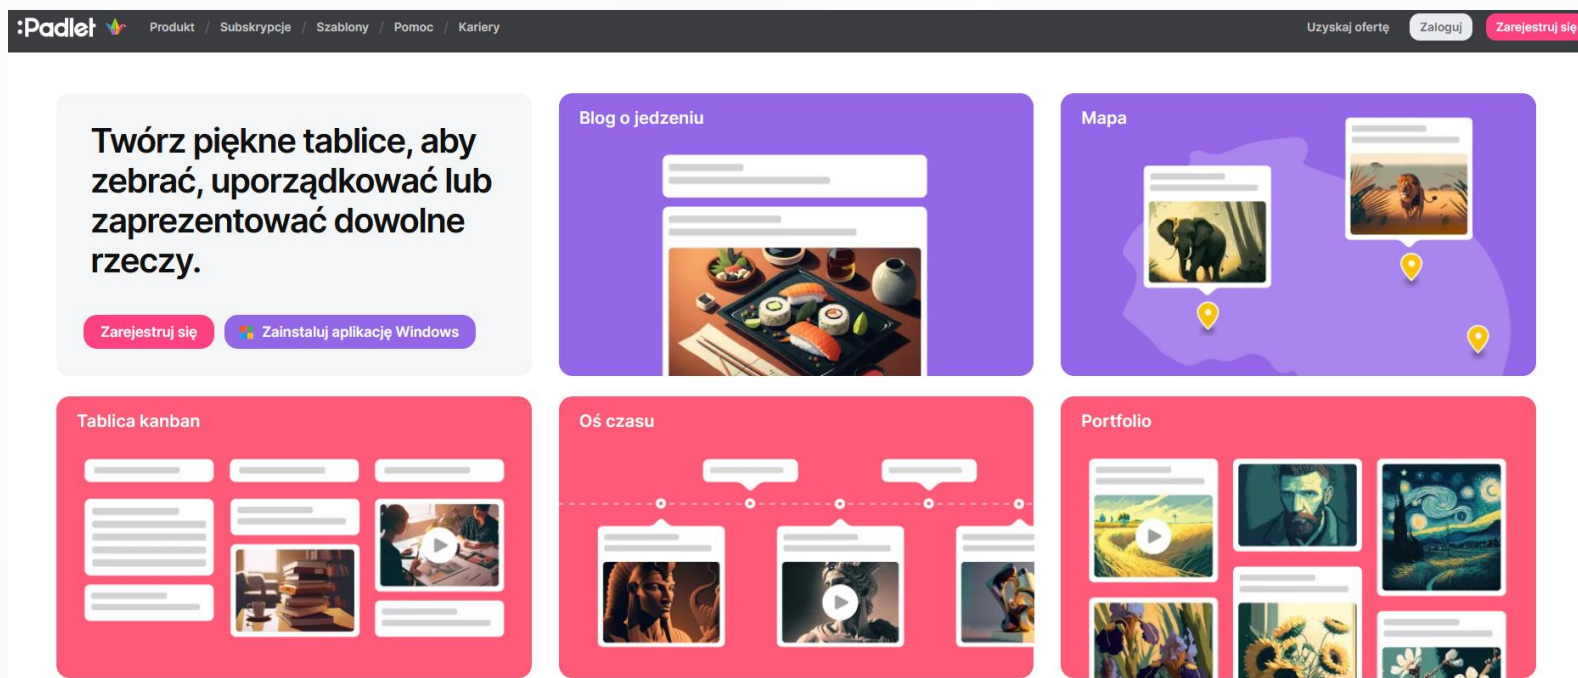 :Padlet
Produkt / Subskrypcje / Szablony / Pomoc / Kariery
Uzyskaj ofertę
Zaloguj
Zarejestruj się
Twórz piękne tablice, aby
zebrać, uporządkować lub
zaprezentować dowolne
rzeczy.
Zarejestruj się
Zainstaluj aplikację Windows
Blog o jedzeniu
Mapa
Tablica kanban
Oś czasu
Portfolio